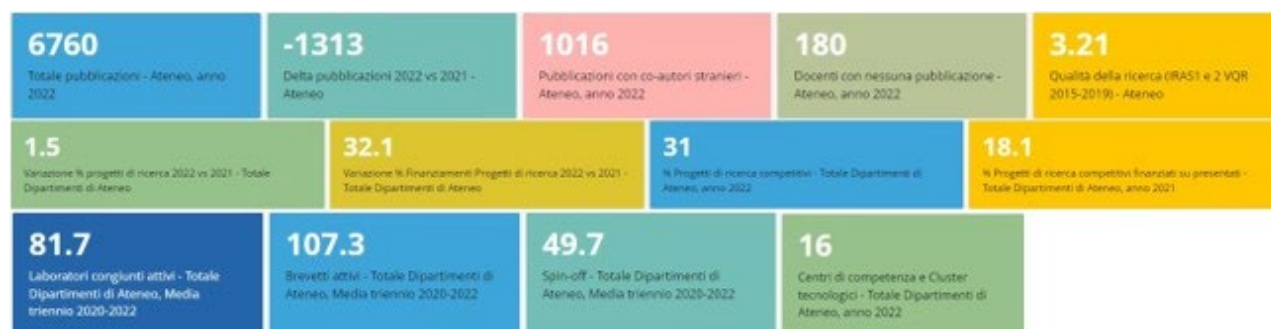 6760
Totale pubblicazioni - Ateneo, anno
2022
-1313
Delta pubblicazioni 2022 vs 2021 -
Ateneo
1016
Pubblicazioni con co-autori stranieri -
Ateneo, anno 2022
180
Docenti con nessuna pubblicazione -
Ateneo, anno 2022
3.21
Qualità della ricerca (IRAS1 e 2 VQR
2015-2019) - Ateneo
1.5
Variazione % progetti di ricerca 2022 vs 2021 - Totale
Dipartimenti di Ateneo
32.1
Variazione % Finanziamenti Progetti di ricerca 2022 vs 2021 -
Totale Dipartimenti di Ateneo
31
% Progetti di ricerca competitivi - Totale Dipartimenti di
Ateneo, anno 2022
18.1
% Progetti di ricerca competitivi finanziati su presentati -
Totale Dipartimenti di Ateneo, anno 2021
81.7
Laboratori congiunti attivi - Totale
Dipartimenti di Ateneo, Media
triennio 2020-2022
107.3
Brevetti attivi - Totale Dipartimenti di
Ateneo, Media triennio 2020-2022
49.7
Spin-off - Totale Dipartimenti di
Ateneo, Media triennio 2020-2022
16
Centri di competenza e Cluster
tecnologici - Totale Dipartimenti di
Ateneo, anno 2022